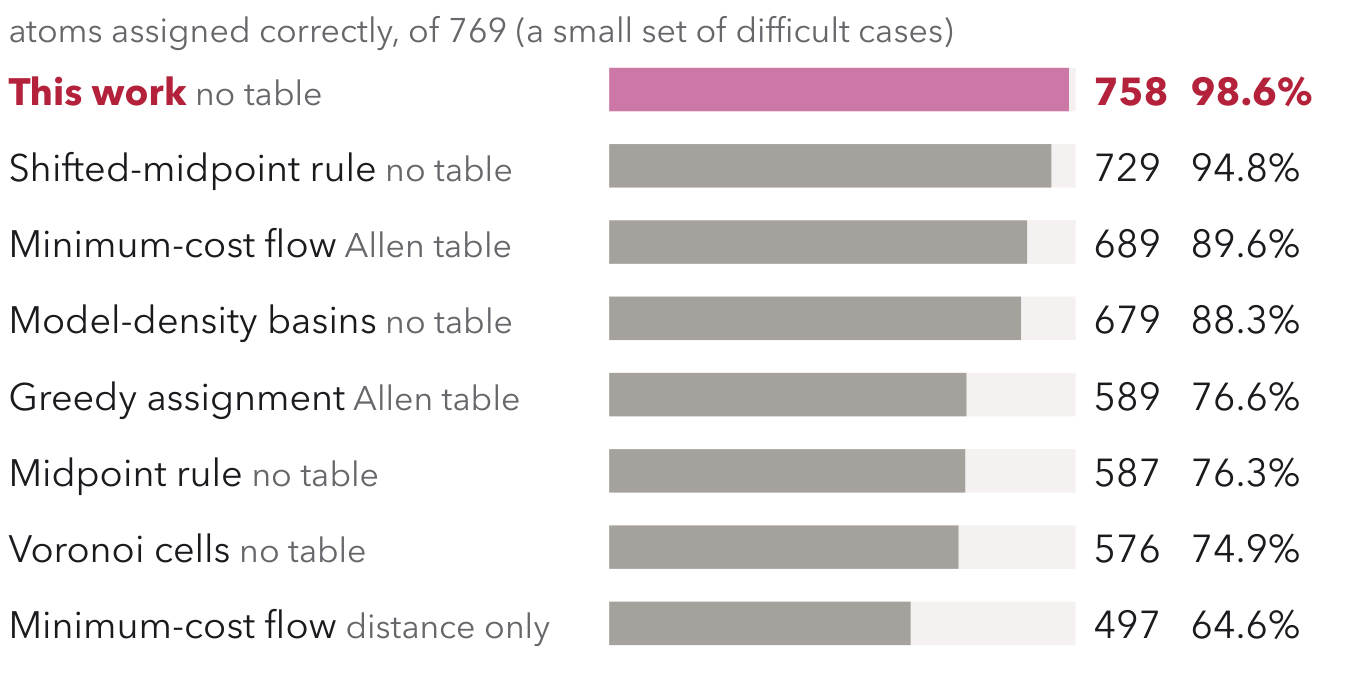 atoms assigned correctly, of 769 (a small set of difficult cases)
This work no table 758 98.6%
Shifted-midpoint rule no table 729 94.8%
Minimum-cost flow Allen table 689 89.6%
Model-density basins no table 679 88.3%
Greedy assignment Allen table 589 76.6%
Midpoint rule no table 587 76.3%
Voronoi cells no table 576 74.9%
Minimum-cost flow distance only 497 64.6%